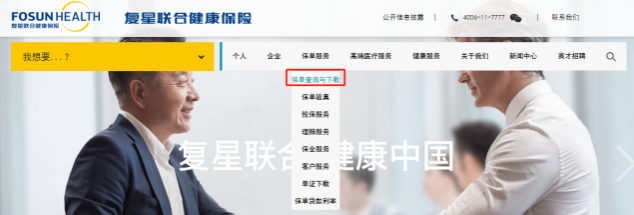 FOSUN HEALTH
复星联合健康保险
复星联合健康保险
公开信息披露 | 4006-11-7777 | 联系我们
我想要...?
个人 企业 保单服务 高端医疗服务 健康服务 关于我们 新闻中心 英才招聘
保单查询与下载
保单验真
投保服务
理赔服务
保全服务
客户服务
单证下载
保单贷款利率
复星联合健康中国